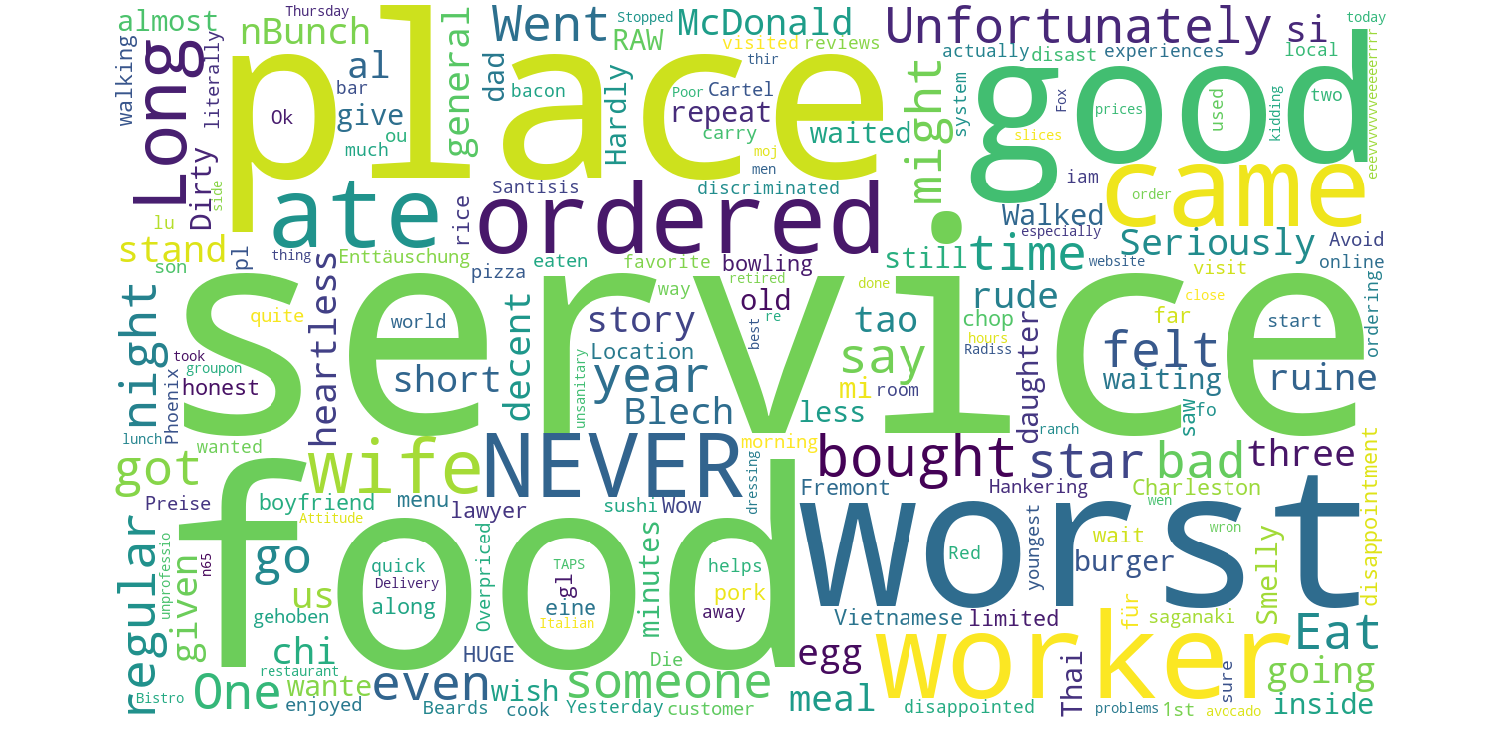 almost
Thursday
nBunch
Went
Stopped
McDonald
Unfortunately
si
today
walking
Long
literally
place
al
general
dad
RAW
visited
reviews
thir
actually
disast
experiences
local
eeevvvvvvveeeeerrrr
good
Ok
bar
give
ou
much
bacon
Hardly
Poor
Cartel
repeat
carry
moj
men
waited
might
system
Fox
prices
slices
used
kidding
two
Dirty
side
ate
ordered
Santisis
discriminated
iam
order
came
lu
stand
son
pl
thing
Enttäuschung
rice
pizza
eaten
favorite
bowling
still
time
Walked
especially
website
Seriously
Avoid
online
visit
night
quite
heartless
service
world
decent
story
way
retired
old
done
tao
rude
chop
far
close
start
ordering
took
groupon
honest
Phoenix
short
unsanitary
Location
year
best
re
say
hours
Radiss
daughter
felt
waiting
ruine
lunch
wanted
Blech
less
mi
room
ranch
saw
fo
got
wife
NEVER
morning
bought
star
bad
three
Preise
boyfriend
menu
lawyer
sushi
Wow
dressing
Fremont
Hankering
Charleston
wen
disappointment
regular
unprofessio
given
n65
go
Attitude
food
quick
Delivery
along
Overpriced
TAPS
gl
eine
Italian
minutes
helps
pork
away
worst
Red
youngest
wait
burger
wron
Smelly
us
gehoben
chi
restaurant
HUGE
Die
egg
Vietnamese
limited
für
saganaki
Eat
worker
Bistro
One
wante
enjoyed
even
Beards
wish
cook
someone
Yesterday
customer
meal
disappointed
Thai
problems
sure
1st
avocado
going
inside